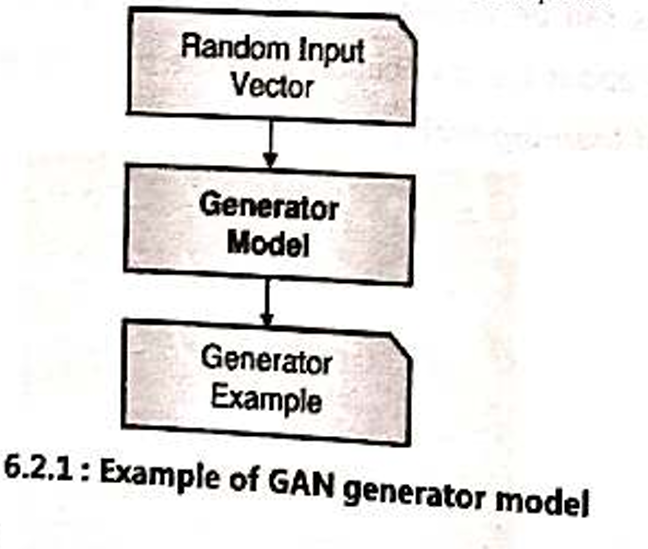 Random Input
Vector
Generator
Model
Generator
Example
6.2.1 : Example of GAN generator model